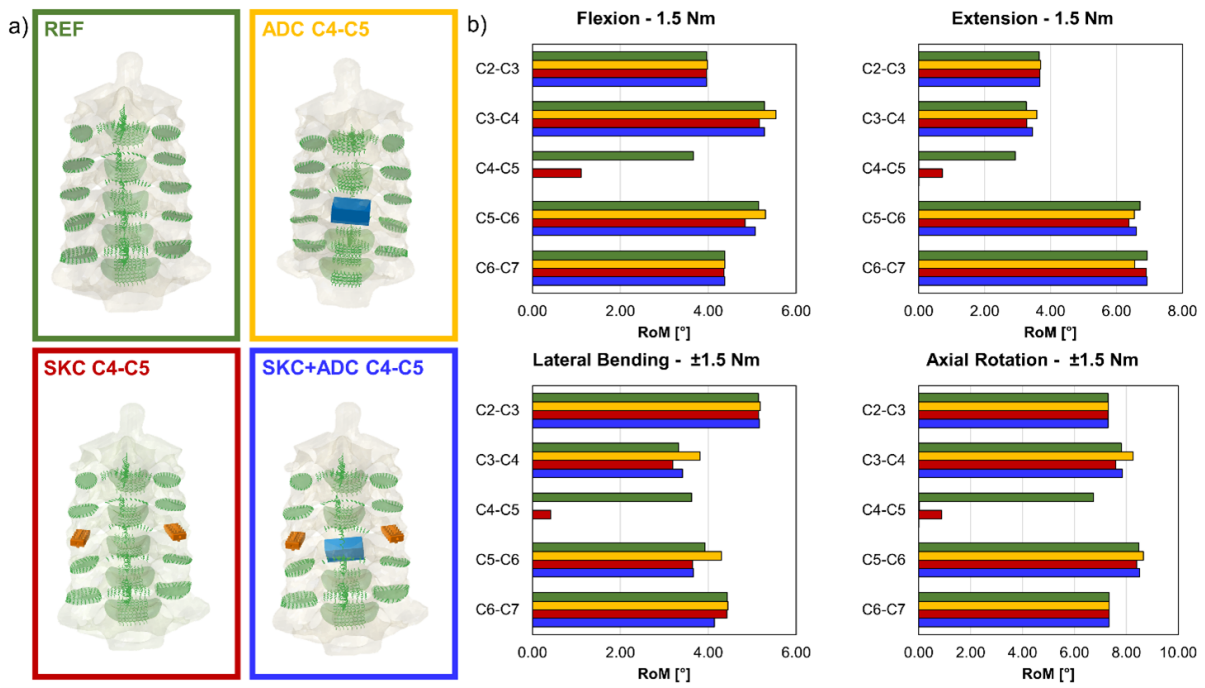 a)
REF
ADC C4-C5
SKC C4-C5
SKC+ADC C4-C5
b)
Flexion - 1.5 Nm
C2-C3
C3-C4
C4-C5
C5-C6
C6-C7
0.00 2.00 4.00 6.00
RoM [°]
Extension - 1.5 Nm
C2-C3
C3-C4
C4-C5
C5-C6
C6-C7
0.00 2.00 4.00 6.00 8.00
RoM [°]
Lateral Bending - ±1.5 Nm
C2-C3
C3-C4
C4-C5
C5-C6
C6-C7
0.00 2.00 4.00 6.00
RoM [°]
Axial Rotation - ±1.5 Nm
C2-C3
C3-C4
C4-C5
C5-C6
C6-C7
0.00 2.00 4.00 6.00 8.00 10.00
RoM [°]